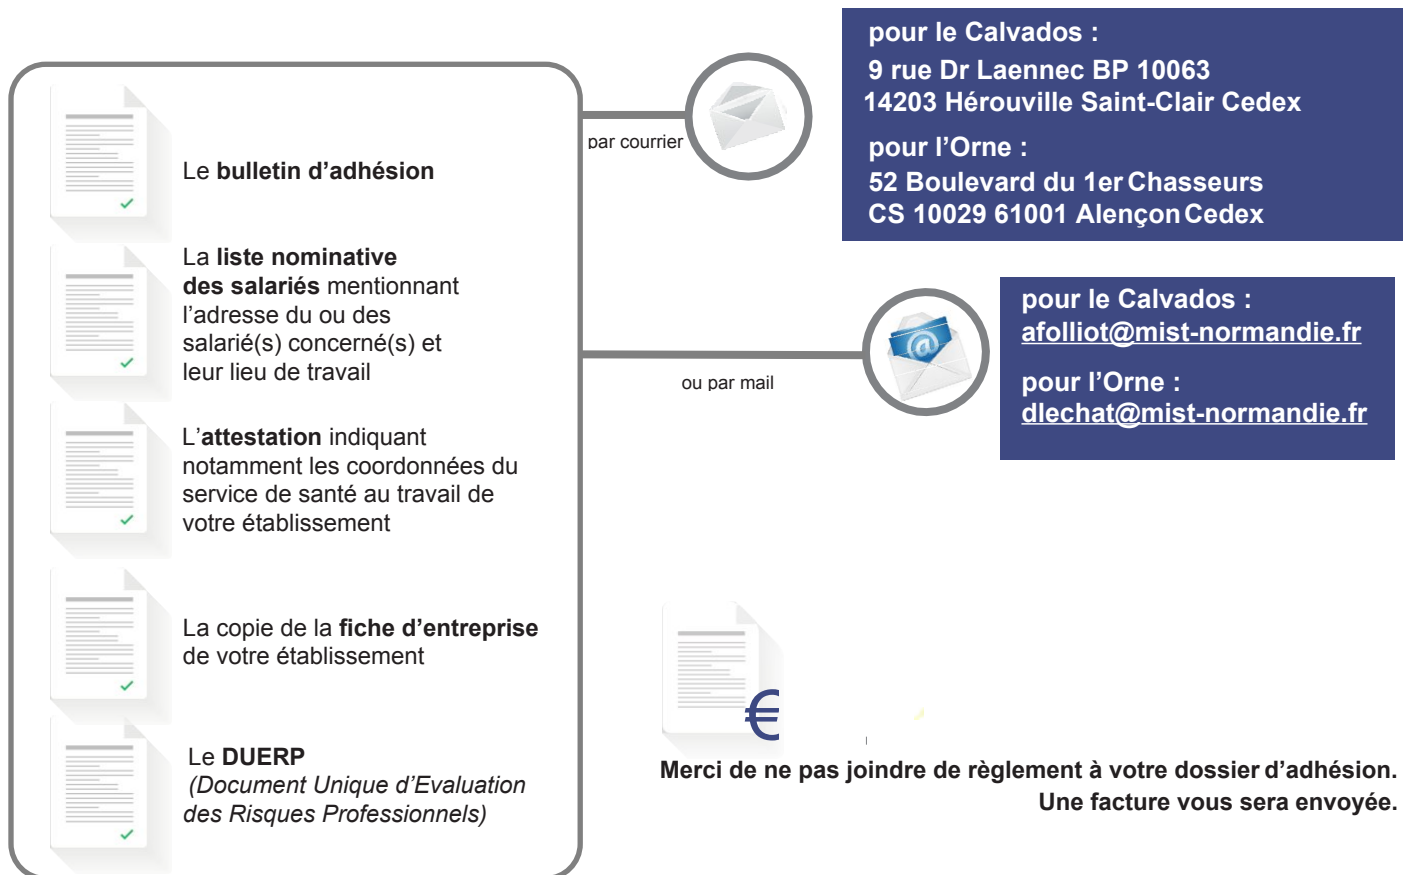 Le bulletin d’adhésion
La liste nominative
des salariés mentionnant
l’adresse du ou des
salarié(s) concerné(s) et
leur lieu de travail
L’attestation indiquant
notamment les coordonnées du
service de santé au travail de
votre établissement
La copie de la fiche d’entreprise
de votre établissement
Le DUERP
(Document Unique d’Evaluation
des Risques Professionnels)
par courrier
pour le Calvados :
9 rue Dr Laennec BP 10063
14203 Hérouville Saint-Clair Cedex
pour l’Orne :
52 Boulevard du 1er Chasseurs
CS 10029 61001 Alençon Cedex
ou par mail
@
pour le Calvados :
afolliot@mist-normandie.fr
pour l’Orne :
dlechat@mist-normandie.fr
€
Merci de ne pas joindre de règlement à votre dossier d’adhésion.
Une facture vous sera envoyée.